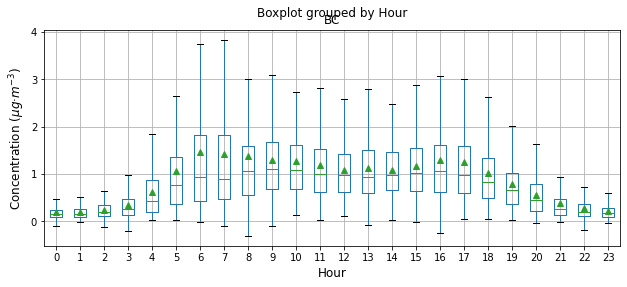 Boxplot grouped by Hour
BC
4
3
2
1
0
Concentration (μg·m⁻³)
0 1 2 3 4 5 6 7 8 9 10 11 12 13 14 15 16 17 18 19 20 21 22 23
Hour